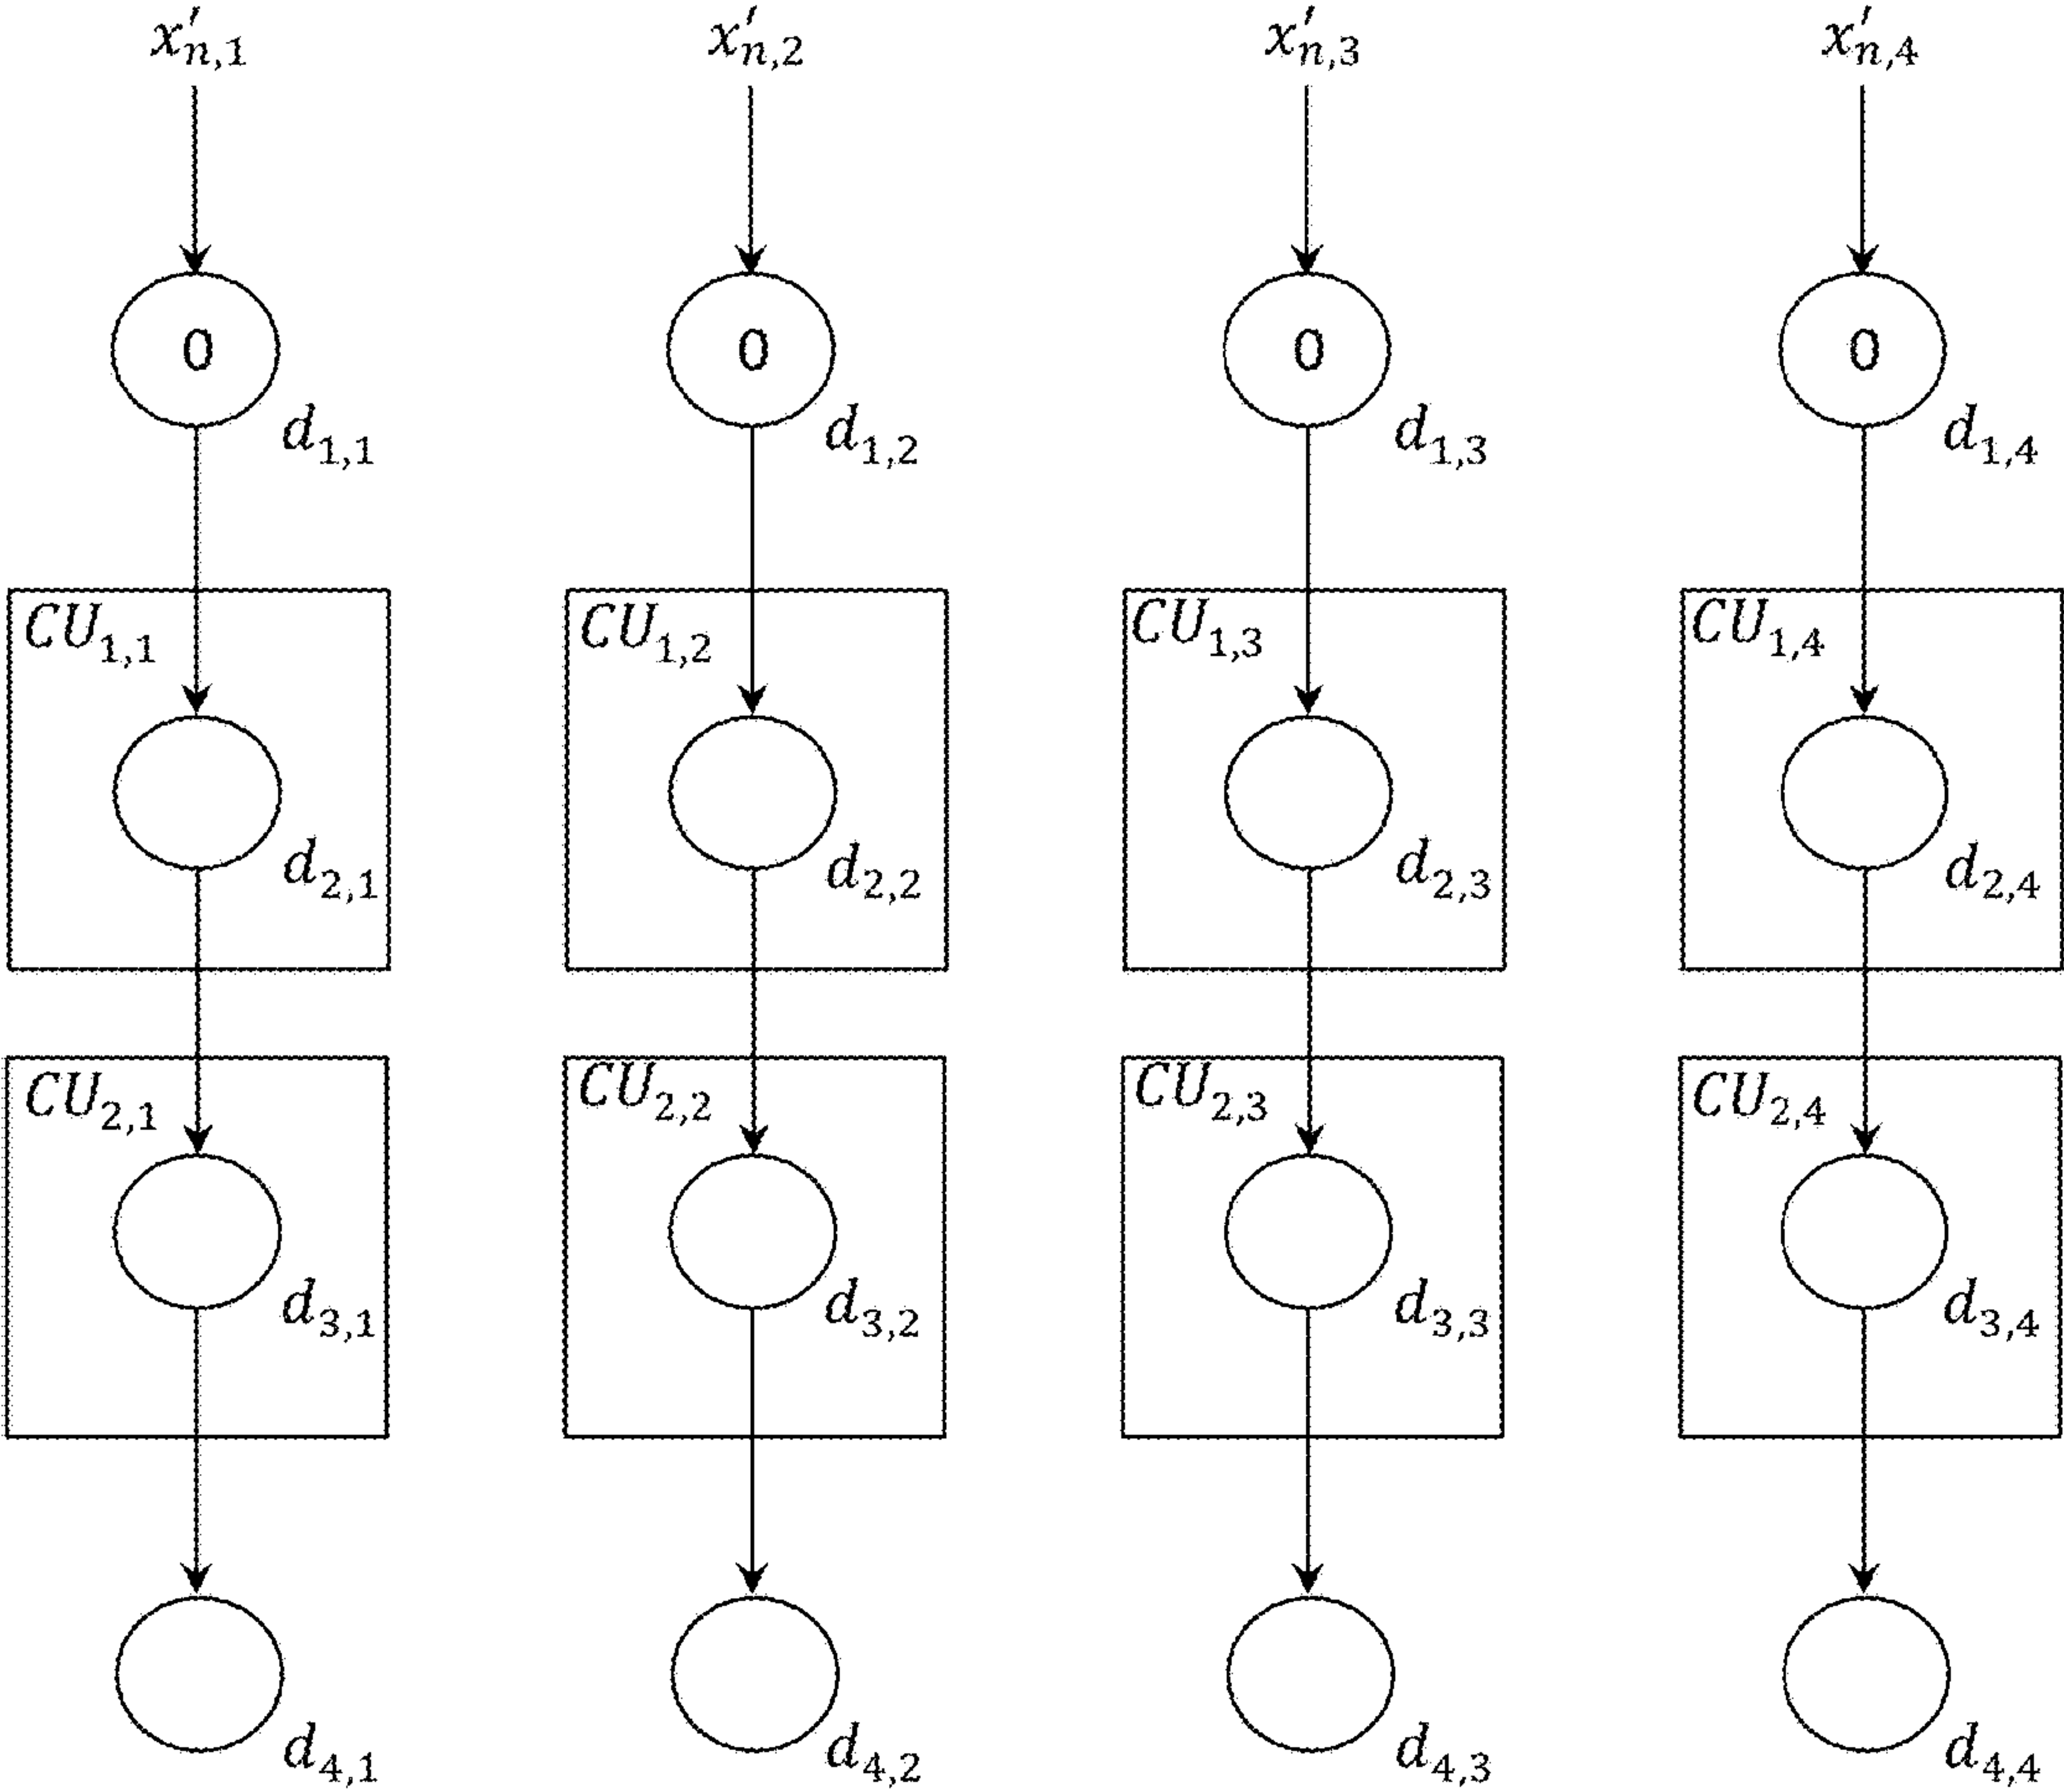 x′n,1 x′n,2 x′n,3 x′n,4
0 0 0 0
d1,1 d1,2 d1,3 d1,4
CU1,1 CU1,2 CU1,3 CU1,4
d2,1 d2,2 d2,3 d2,4
CU2,1 CU2,2 CU2,3 CU2,4
d3,1 d3,2 d3,3 d3,4
d4,1 d4,2 d4,3 d4,4